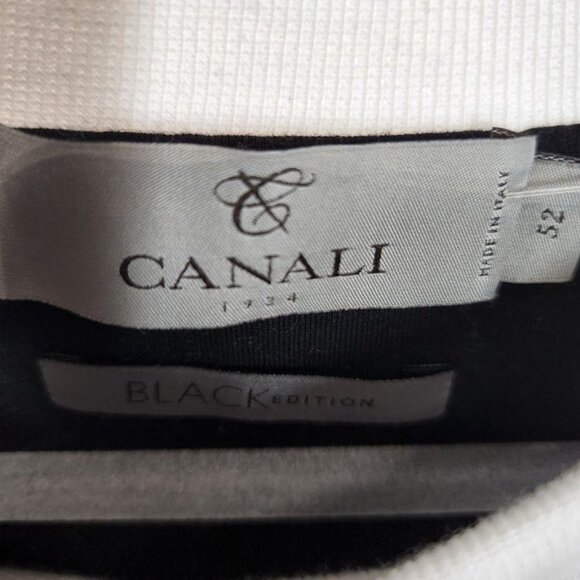 CANALI
1934
MADE IN ITALY
52
BLACK EDITION